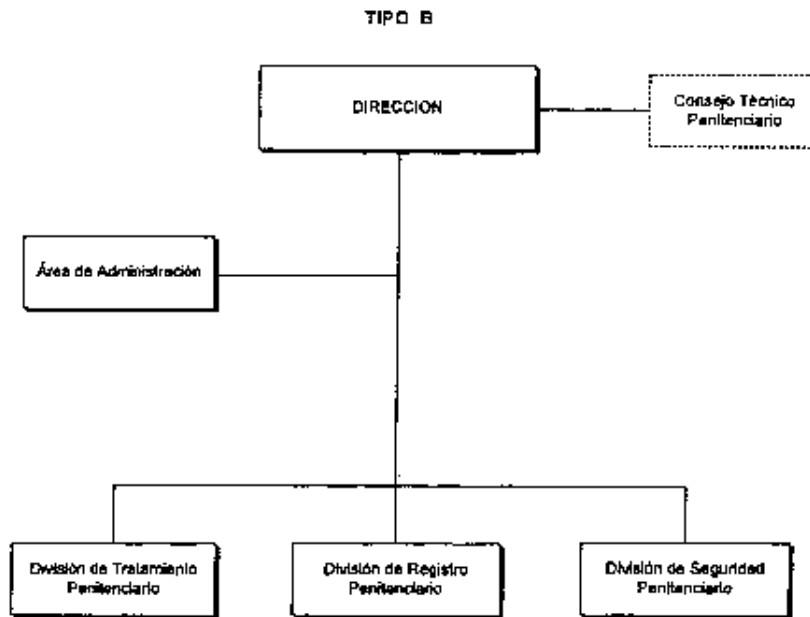 TIPO B
DIRECCION
Consejo Técnico
Penitenciario
Área de Administración
División de Tratamiento
Penitenciario
División de Registro
Penitenciario
División de Seguridad
Penitenciario